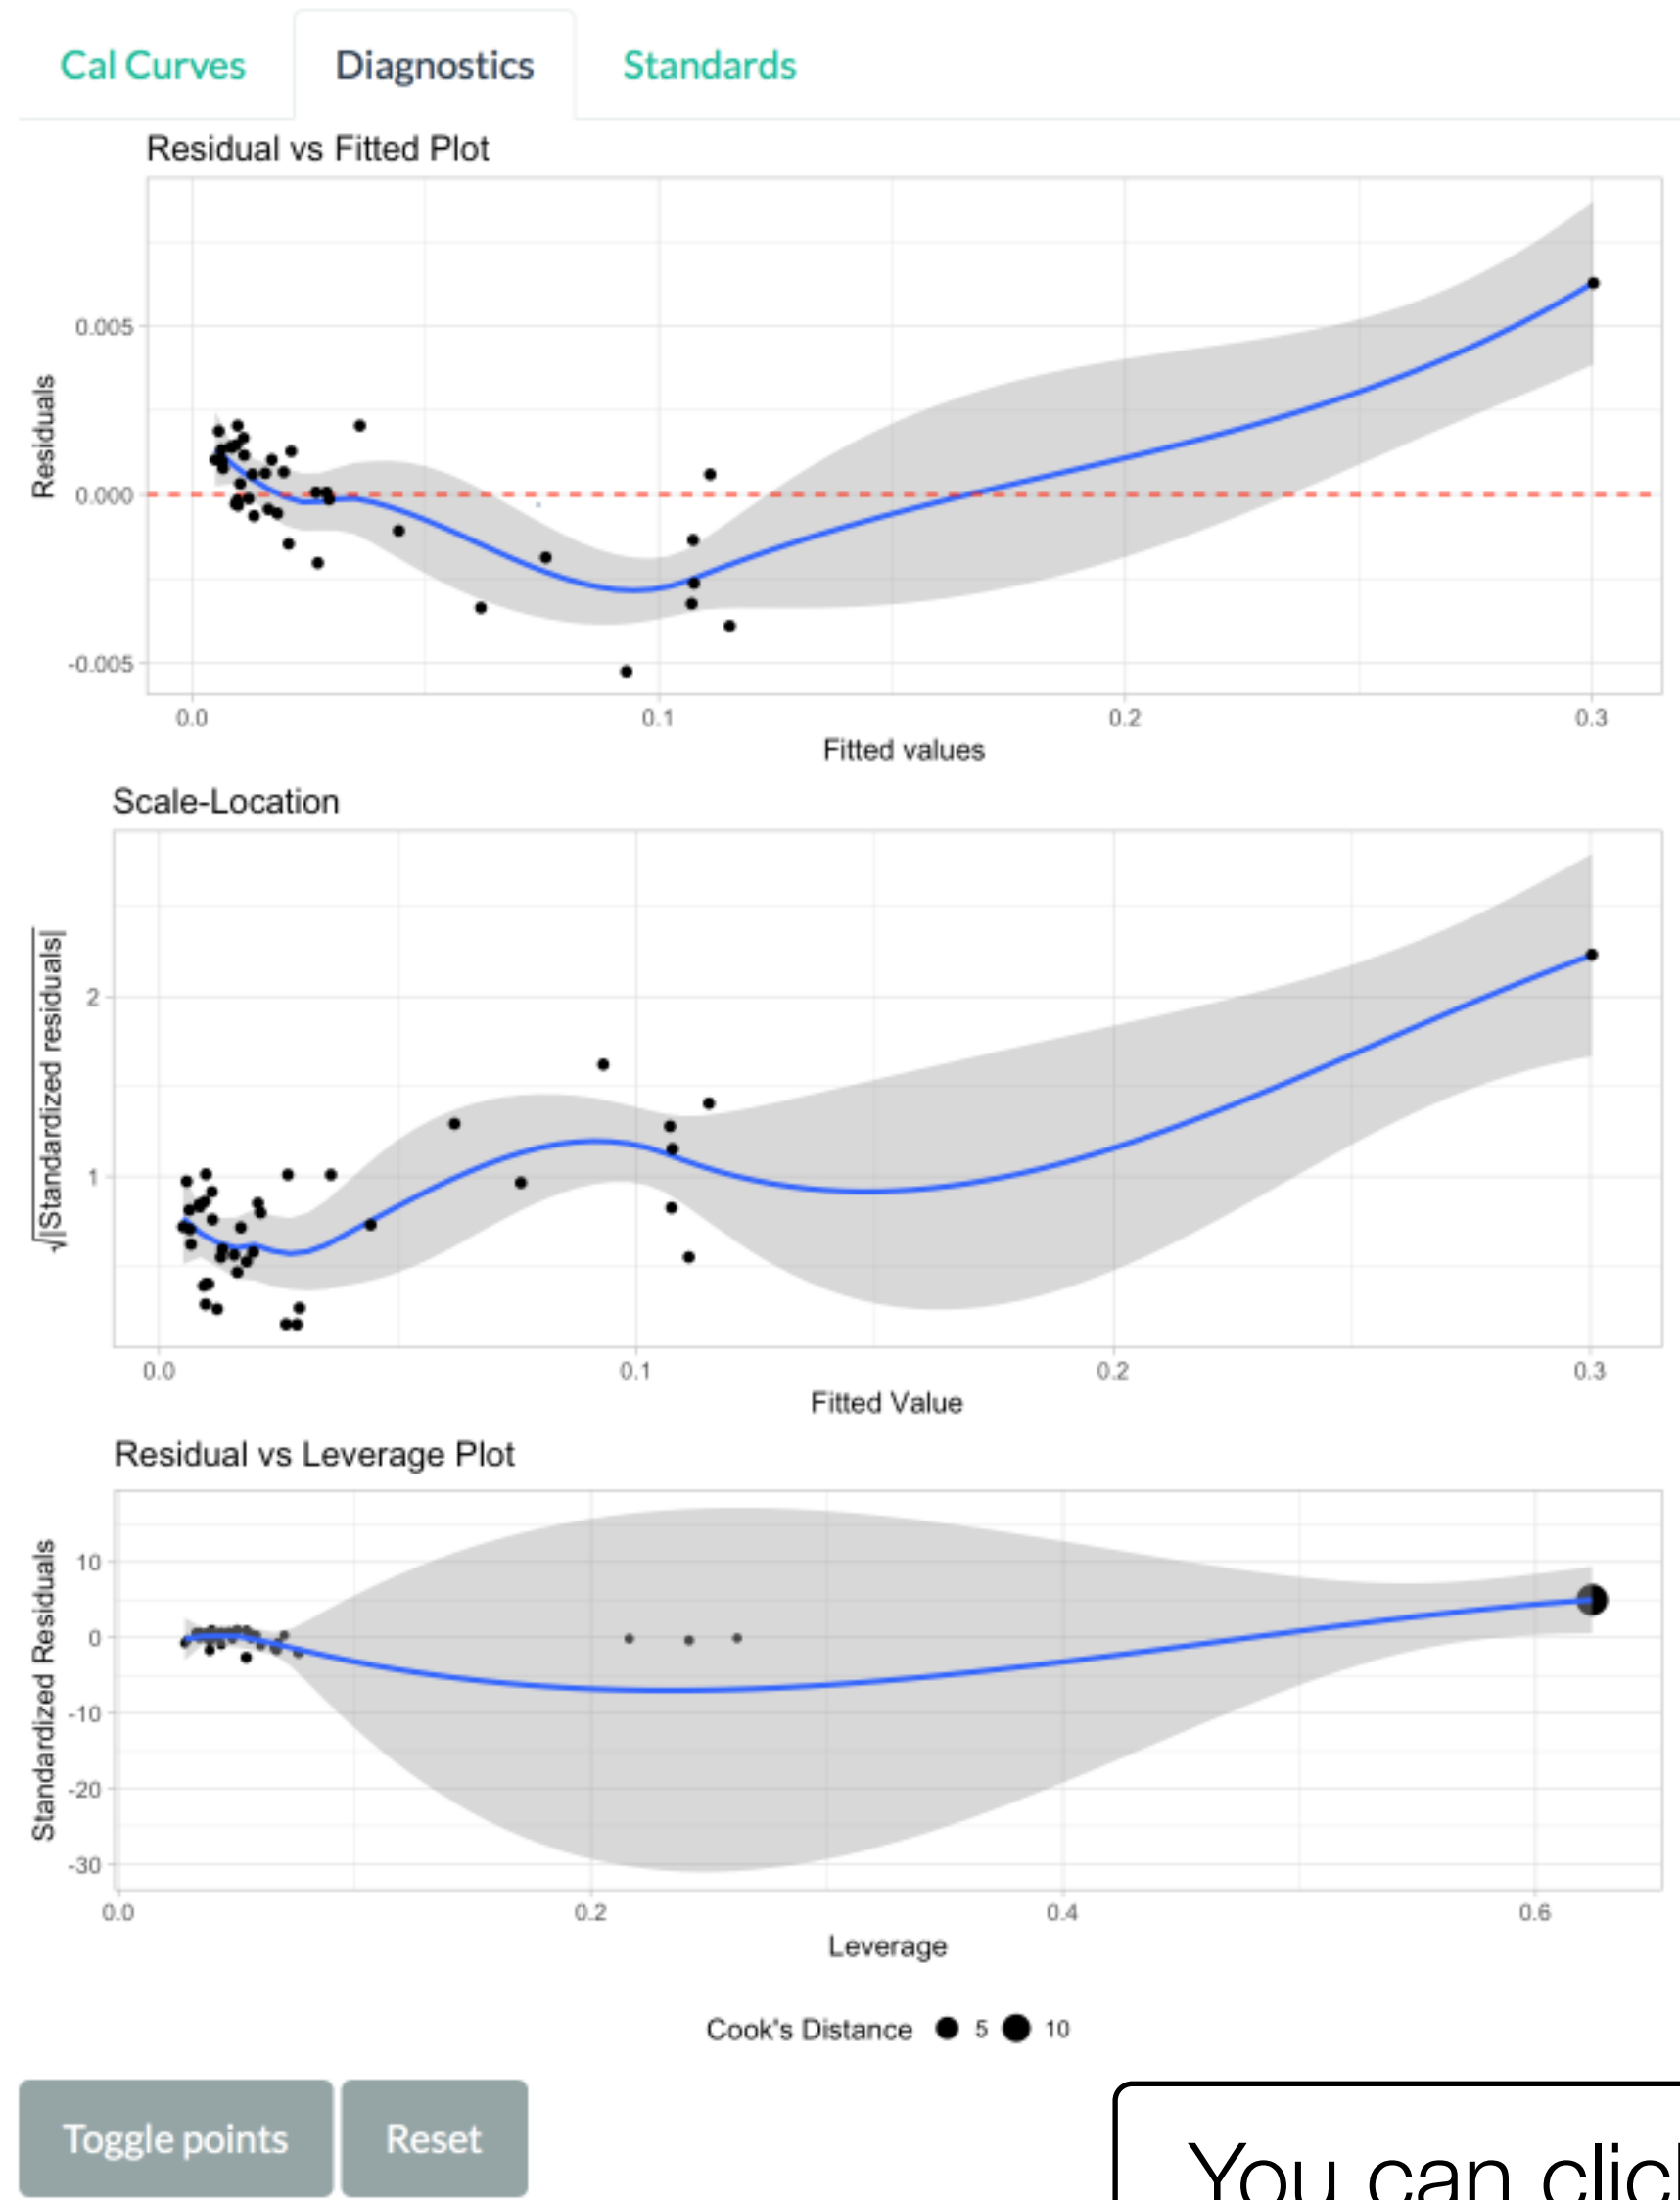 Cal Curves Diagnostics Standards
Residual vs Fitted Plot
Residuals
0.005
0.000
-0.005
0.0 0.1 0.2 0.3
Fitted values
Scale-Location
√|Standardized residuals|
2
1
0.0 0.1 0.2 0.3
Fitted Value
Residual vs Leverage Plot
Standardized Residuals
10
0
-10
-20
-30
0.0 0.2 0.4 0.6
Leverage
Cook's Distance 5 10
Toggle points Reset
You can clic